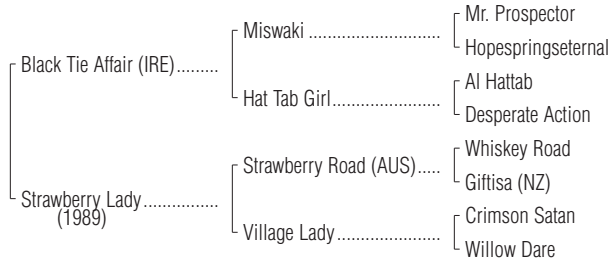 Mr. Prospector
Miswaki ..............................
Hopespringseternal
Black Tie Affair (IRE).........
Al Hattab
Hat Tab Girl.........................
Desperate Action
Whiskey Road
Strawberry Road (AUS).....
Giftisa (NZ)
Strawberry Lady................
(1989)
Crimson Satan
Village Lady........................
Willow Dare